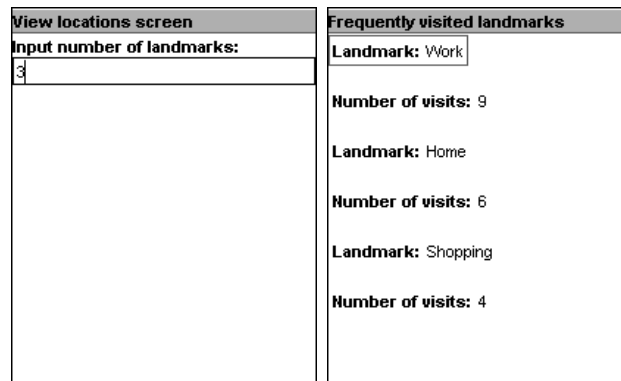 View locations screen
Input number of landmarks:
3
Frequently visited landmarks
Landmark: Work
Number of visits: 9
Landmark: Home
Number of visits: 6
Landmark: Shopping
Number of visits: 4